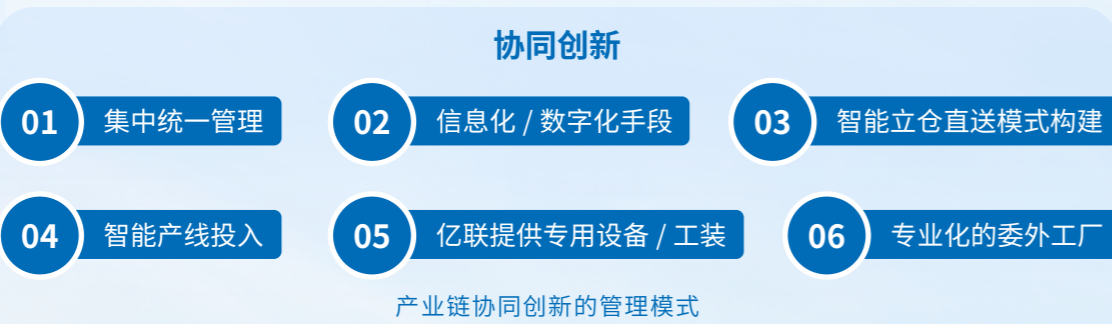 协同创新
01 集中统一管理
02 信息化 / 数字化手段
03 智能立仓直送模式构建
04 智能产线投入
05 亿联提供专用设备 / 工装
06 专业化的委外工厂
产业链协同创新的管理模式